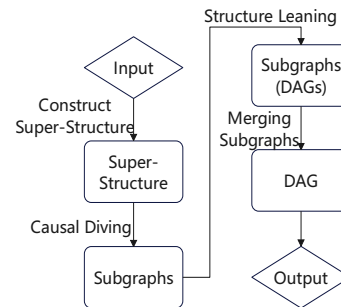 Input
Construct
Super-Structure
Super-
Structure
Causal Diving
Subgraphs
Structure Leaning
Subgraphs
(DAGs)
Merging
Subgraphs
DAG
Output